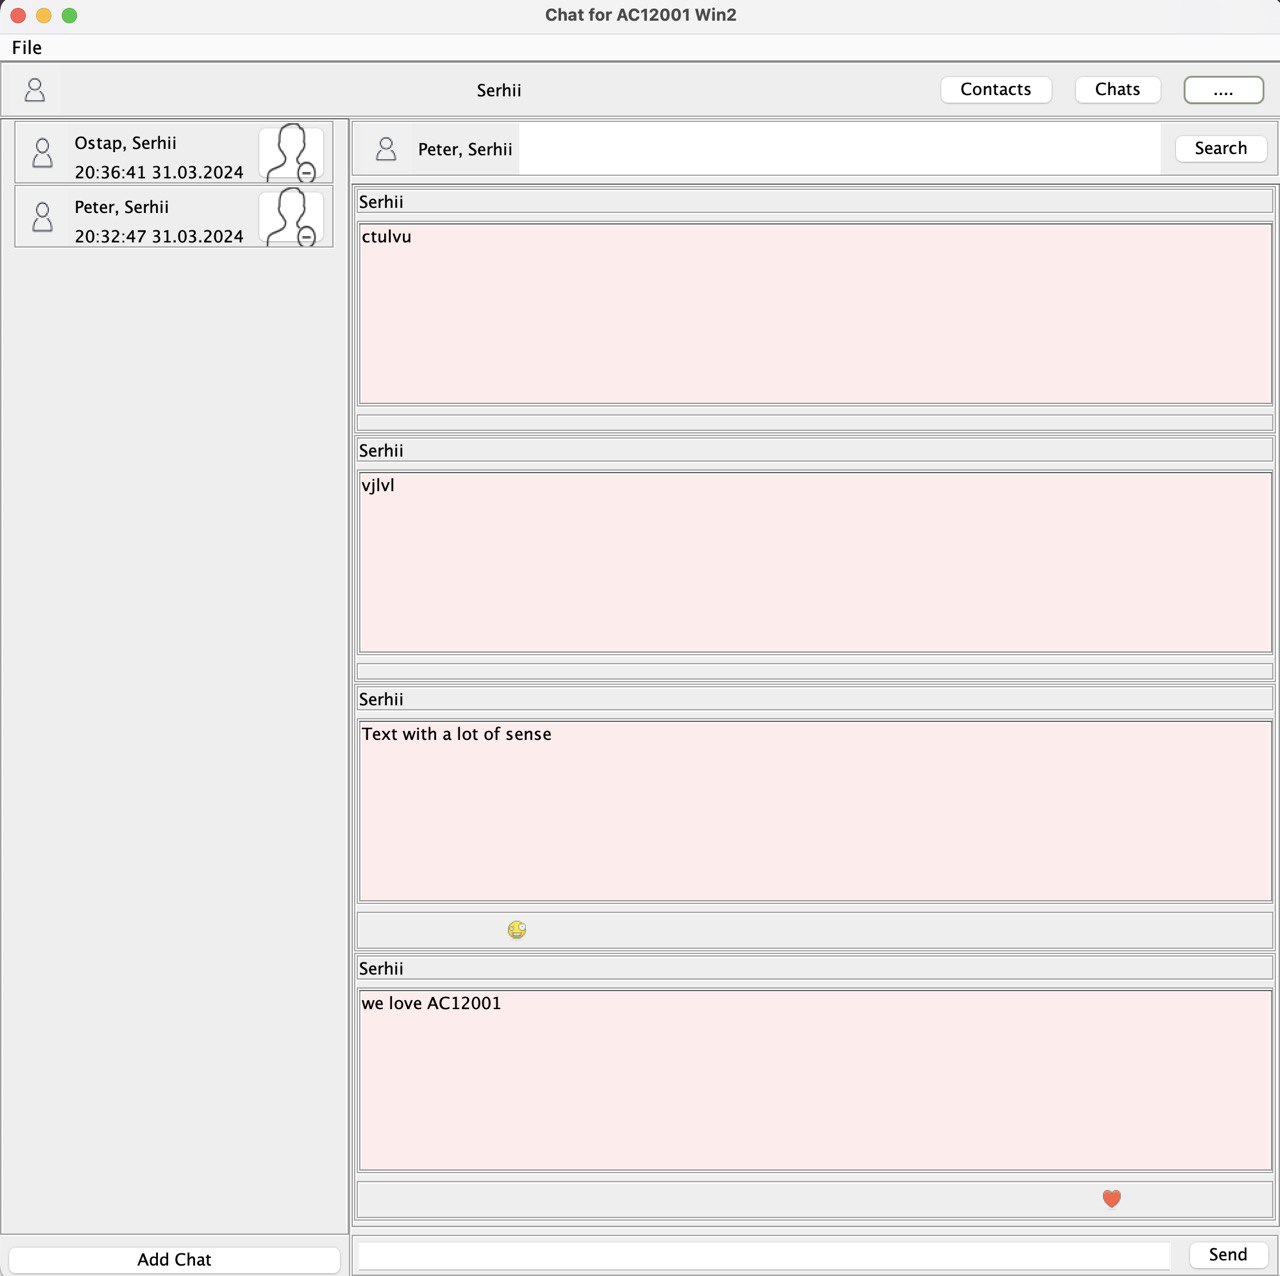 Chat for AC12001 Win2
File
Serhii
Contacts
Chats
....
Ostap, Serhii
20:36:41 31.03.2024
Peter, Serhii
20:32:47 31.03.2024
Add Chat
Peter, Serhii
Search
Serhii
ctulvu
Serhii
vjlvl
Serhii
Text with a lot of sense
Serhii
we love AC12001
Send